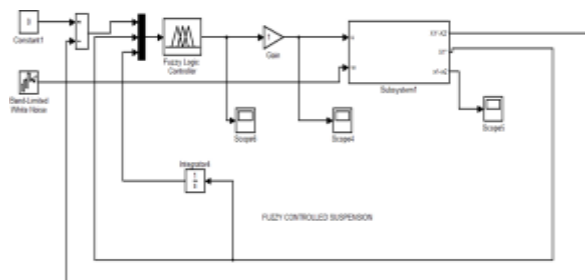 Constant1
Fuzzy Logic
Controller
Gain
Band-Limited
White Noise
Subsystem1
Scope6
Scope4
Scope5
Integrator4
FUZZY CONTROLLED SUSPENSION